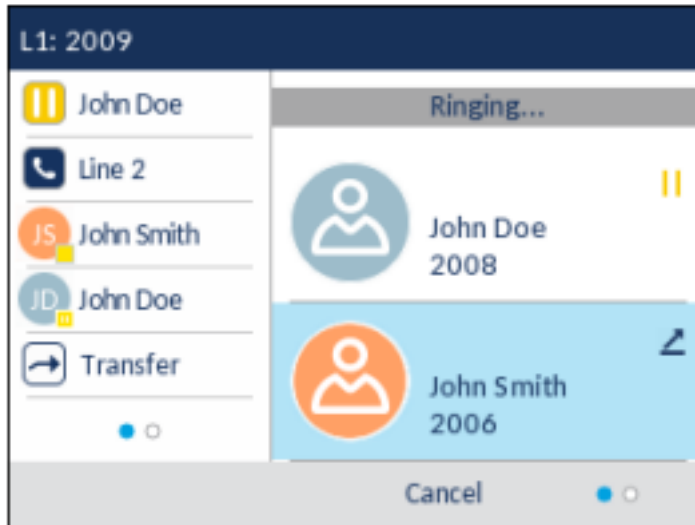 L1: 2009
John Doe
Line 2
JS John Smith
JD John Doe
Transfer
Ringing...
John Doe
2008
John Smith
2006
Cancel